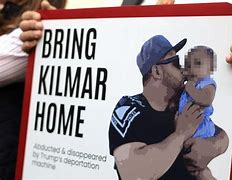 BRING
KILMAR
HOME
Abducted & disappeared
by Trump's deportation
machine